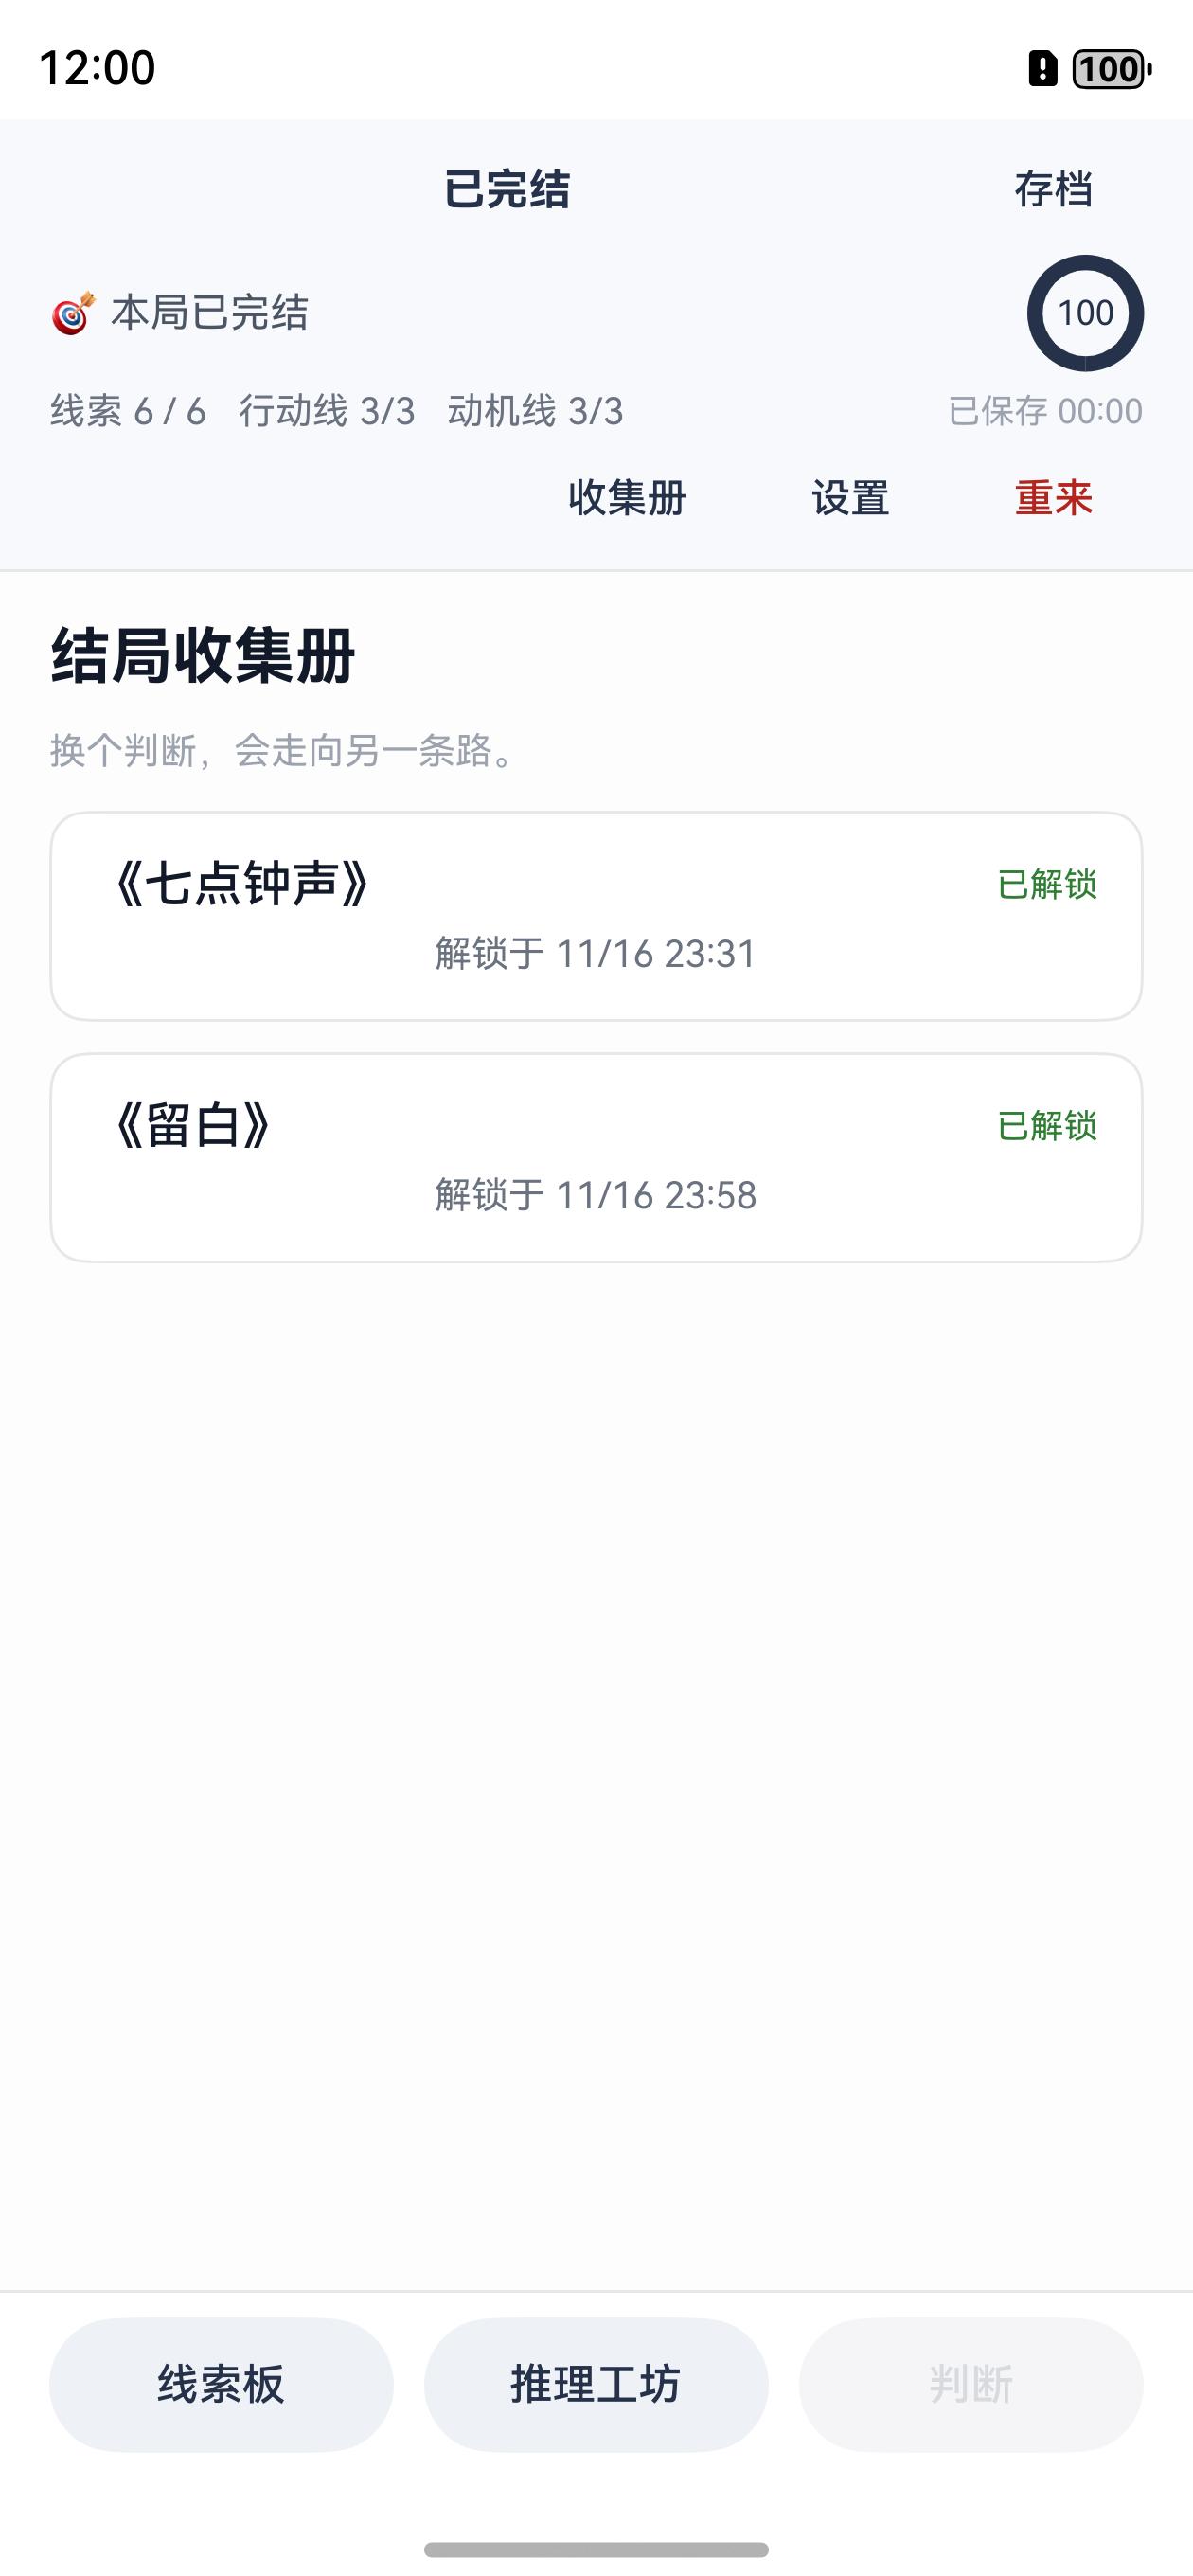 12:00 100
已完结 存档
本局已完结 100
线索 6 / 6 行动线 3/3 动机线 3/3 已保存 00:00
收集册 设置 重来
结局收集册
换个判断，会走向另一条路。
《七点钟声》 已解锁
解锁于 11/16 23:31
《留白》 已解锁
解锁于 11/16 23:58
线索板 推理工坊 判断